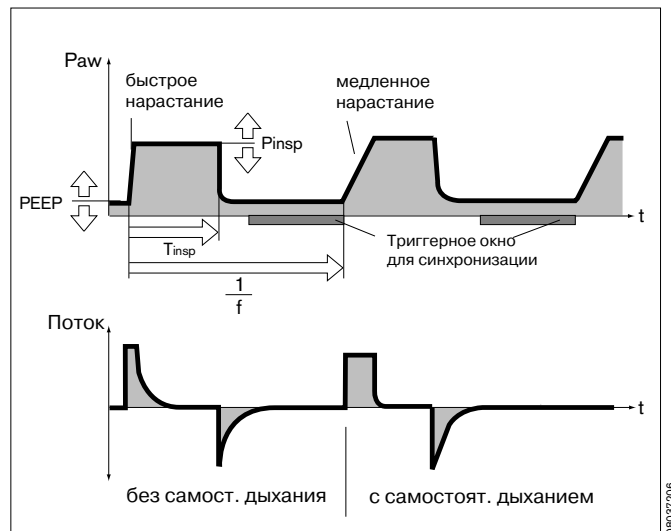 Paw
быстрое
нарастание
медленное
нарастание
Pinsp
PEEP
t
Tinsp
Триггерное окно
для синхронизации
1
f
Поток
t
без самост. дыхания
с самостоят. дыханием